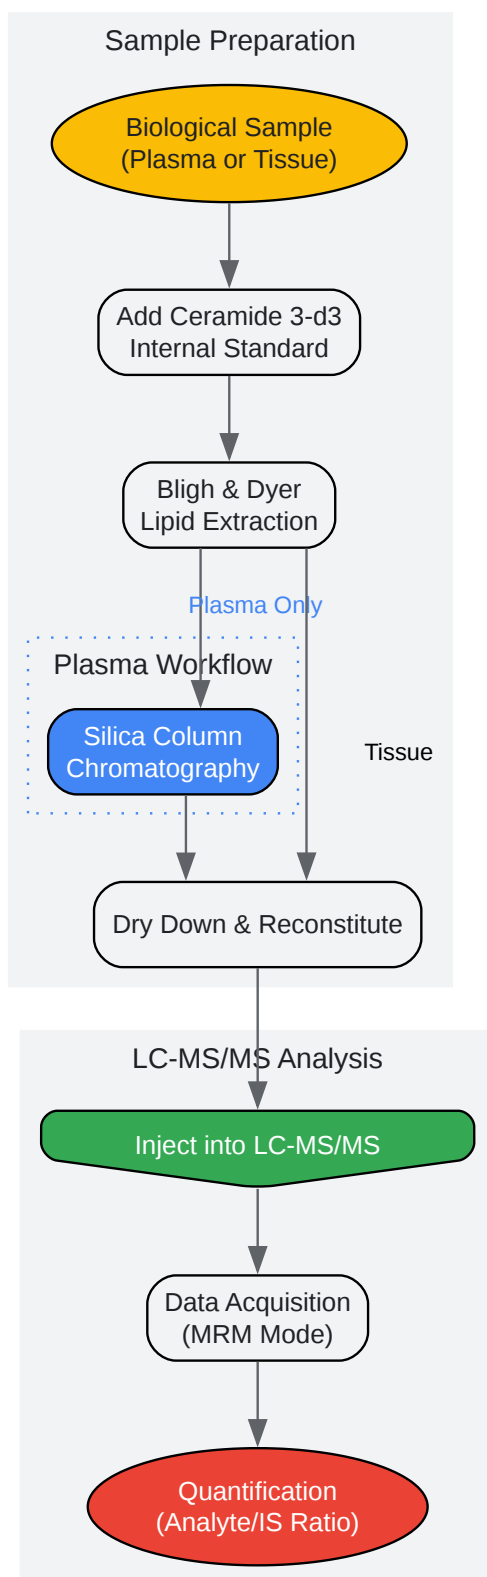 Sample Preparation
Biological Sample
(Plasma or Tissue)
Add Ceramide 3-d3
Internal Standard
Bligh & Dyer
Lipid Extraction
Plasma Only
Plasma Workflow
Silica Column
Chromatography
Tissue
Dry Down & Reconstitute
LC-MS/MS Analysis
Inject into LC-MS/MS
Data Acquisition
(MRM Mode)
Quantification
(Analyte/IS Ratio)